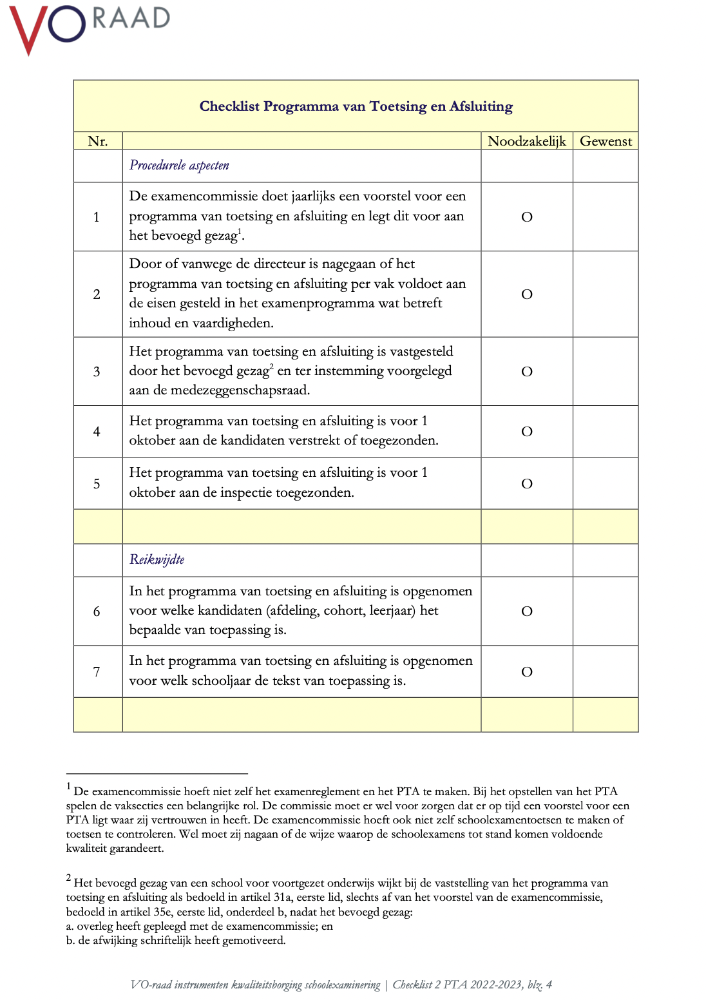 VO RAAD
Checklist Programma van Toetsing en Afsluiting
Nr. Noodzakelijk Gewenst
Procedurele aspecten
De examencommissie doet jaarlijks een voorstel voor een
1 programma van toetsing en afsluiting en legt dit voor aan O
het bevoegd gezag¹.
Door of vanwege de directeur is nagegaan of het
programma van toetsing en afsluiting per vak voldoet aan
2 O
de eisen gesteld in het examenprogramma wat betreft
inhoud en vaardigheden.
Het programma van toetsing en afsluiting is vastgesteld
3 door het bevoegd gezag² en ter instemming voorgelegd O
aan de medezeggenschapsraad.
Het programma van toetsing en afsluiting is voor 1
4 O
oktober aan de kandidaten verstrekt of toegezonden.
Het programma van toetsing en afsluiting is voor 1
5 O
oktober aan de inspectie toegezonden.
Reikwijdte
In het programma van toetsing en afsluiting is opgenomen
6 voor welke kandidaten (afdeling, cohort, leerjaar) het O
bepaalde van toepassing is.
In het programma van toetsing en afsluiting is opgenomen
7 O
voor welk schooljaar de tekst van toepassing is.
¹ De examencommissie hoeft niet zelf het examenreglement en het PTA te maken. Bij het opstellen van het PTA
spelen de vaksecties een belangrijke rol. De commissie moet er wel voor zorgen dat er op tijd een voorstel voor een
PTA ligt waar zij vertrouwen in heeft. De examencommissie hoeft ook niet zelf schoolexamentoetsen te maken of
toetsen te controleren. Wel moet zij nagaan of de wijze waarop de schoolexamens tot stand komen voldoende
kwaliteit garandeert.
² Het bevoegd gezag van een school voor voortgezet onderwijs wijkt bij de vaststelling van het programma van
toetsing en afsluiting als bedoeld in artikel 31a, eerste lid, slechts af van het voorstel van de examencommissie,
bedoeld in artikel 35e, eerste lid, onderdeel b, nadat het bevoegd gezag:
a. overleg heeft gepleegd met de examencommissie; en
b. de afwijking schriftelijk heeft gemotiveerd.
VO-raad instrumenten kwaliteitsborging schoolexaminering | Checklist 2 PTA 2022-2023, blz. 4